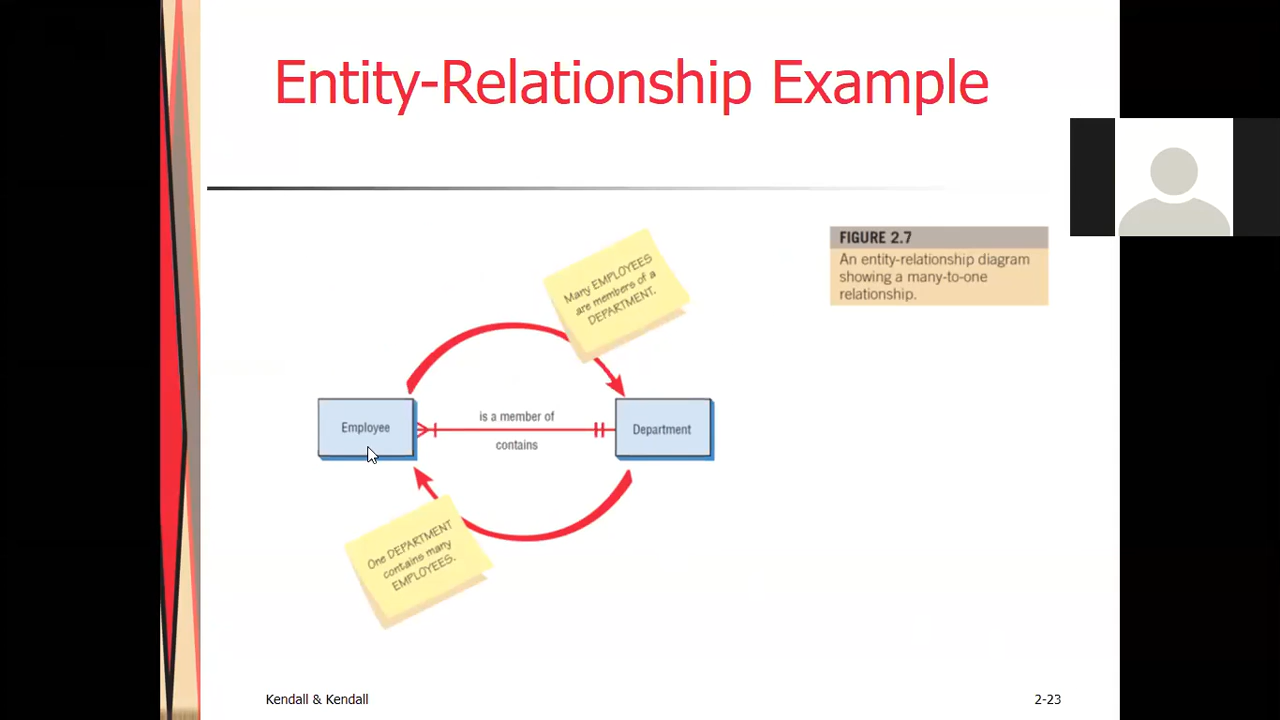 Entity-Relationship Example
FIGURE 2.7
An entity-relationship diagram
showing a many-to-one
relationship.
Many EMPLOYEES
are members of a
DEPARTMENT.
Employee
is a member of
contains
Department
One DEPARTMENT
contains many
EMPLOYEES.
Kendall & Kendall
2-23